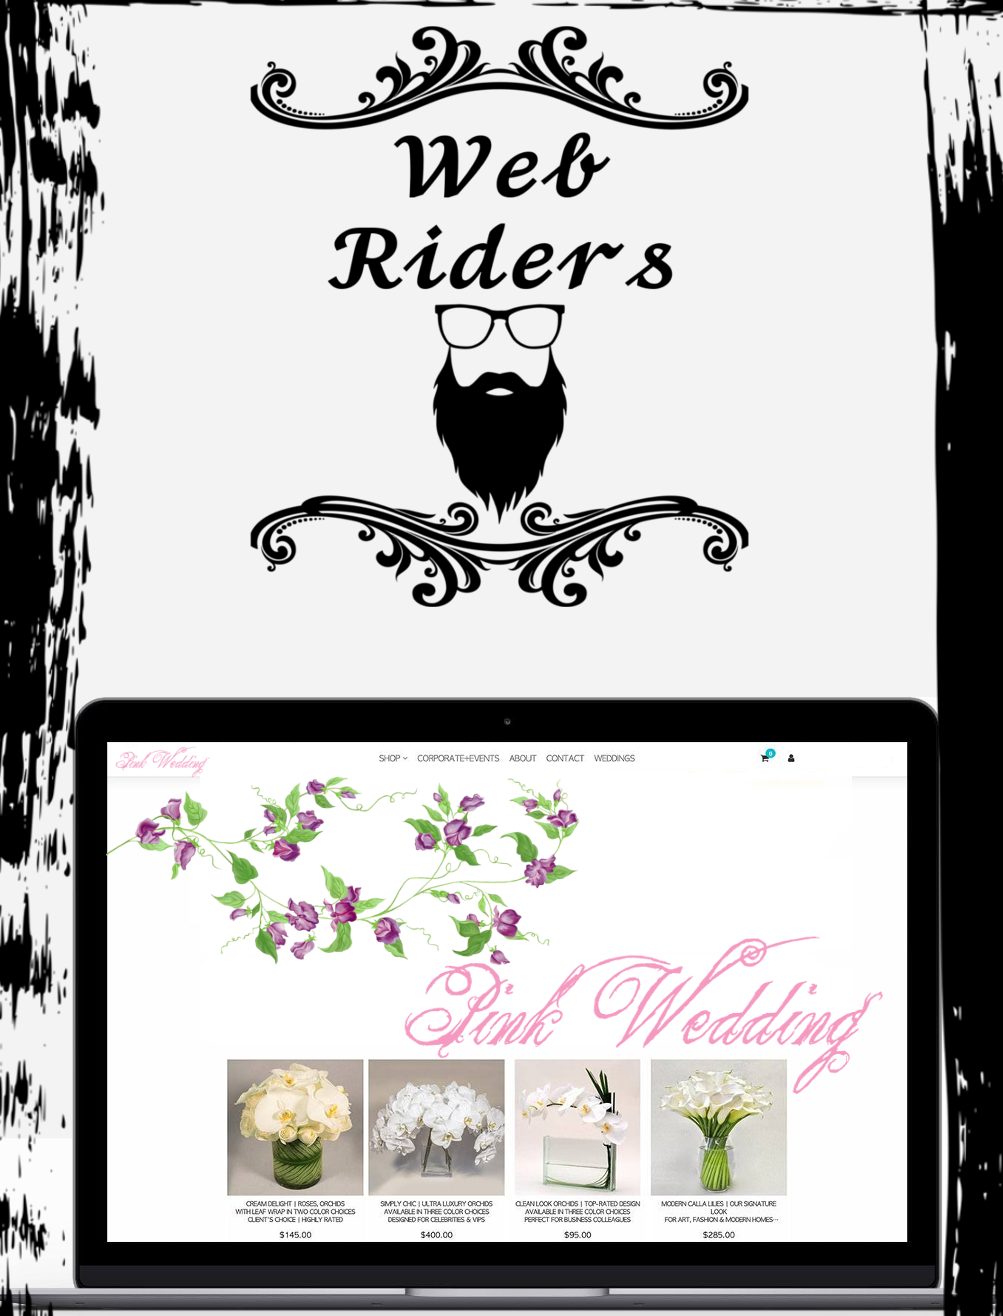 Web
Riders
Pink Wedding
SHOP CORPORATE+EVENTS ABOUT CONTACT WEDDINGS
0
Pink Wedding
CREAM DELIGHT | ROSES, ORCHIDS
WITH LEAF WRAP IN TWO COLOR CHOICES
CLIENT'S CHOICE | HIGHLY RATED
$145.00
SIMPLY CHIC | ULTRA LUXURY ORCHIDS
AVAILABLE IN THREE COLOR CHOICES
DESIGNED FOR CELEBRITES & VIPS
$400.00
CLEAN LOOK ORCHIDS | TOP-RATED DESIGN
AVAILABLE IN THREE COLOR CHOICES
PERFECT FOR BUSINESS COLLEAGUES
$95.00
MODERN CALLA LILIES | OUR SIGNATURE
LOOK
FOR ART, FASHION & MODERN HOMES...
$285.00